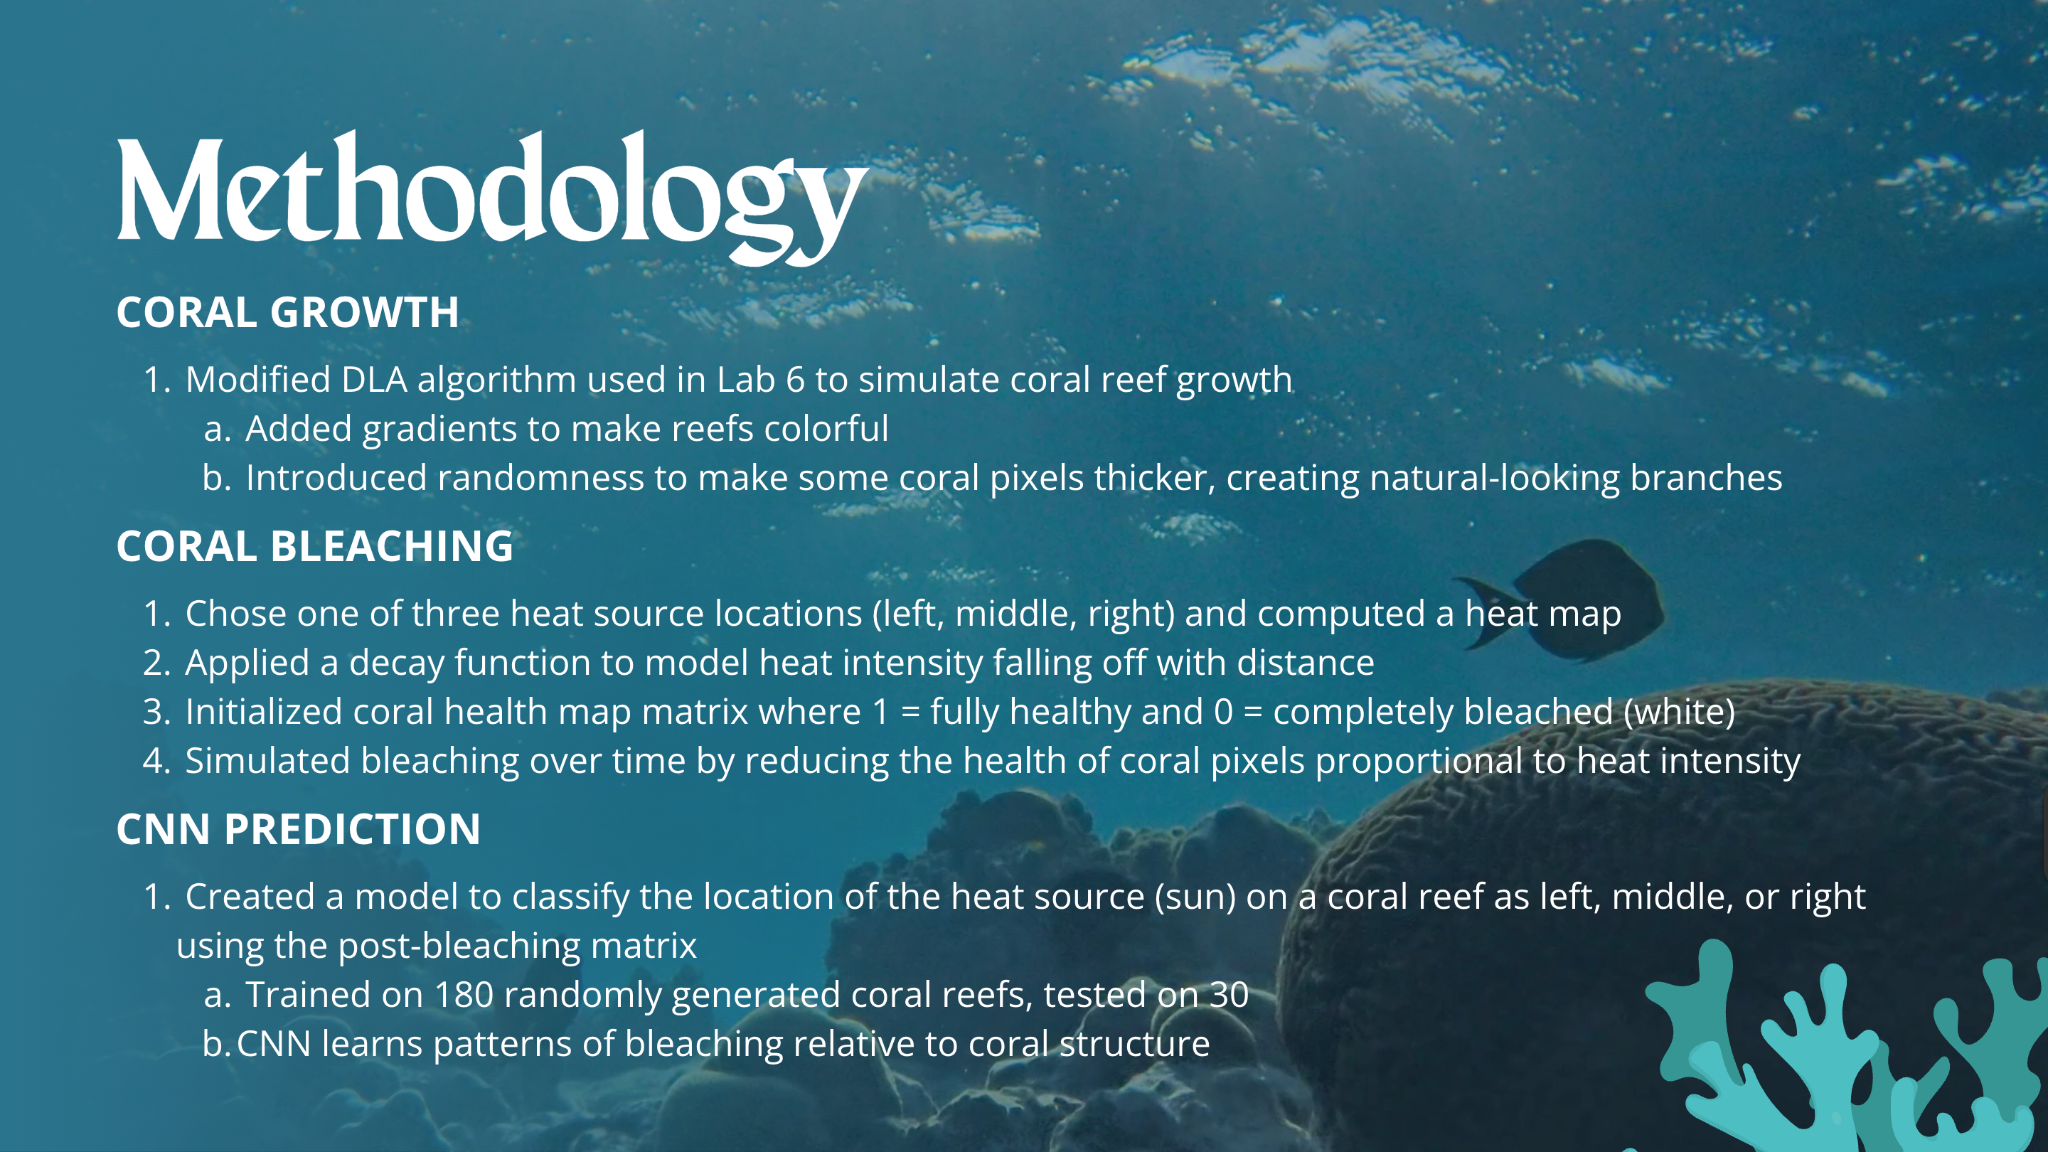 Methodology
CORAL GROWTH
1. Modified DLA algorithm used in Lab 6 to simulate coral reef growth
a. Added gradients to make reefs colorful
b. Introduced randomness to make some coral pixels thicker, creating natural-looking branches
CORAL BLEACHING
1. Chose one of three heat source locations (left, middle, right) and computed a heat map
2. Applied a decay function to model heat intensity falling off with distance
3. Initialized coral health map matrix where 1 = fully healthy and 0 = completely bleached (white)
4. Simulated bleaching over time by reducing the health of coral pixels proportional to heat intensity
CNN PREDICTION
1. Created a model to classify the location of the heat source (sun) on a coral reef as left, middle, or right
using the post-bleaching matrix
a. Trained on 180 randomly generated coral reefs, tested on 30
b. CNN learns patterns of bleaching relative to coral structure